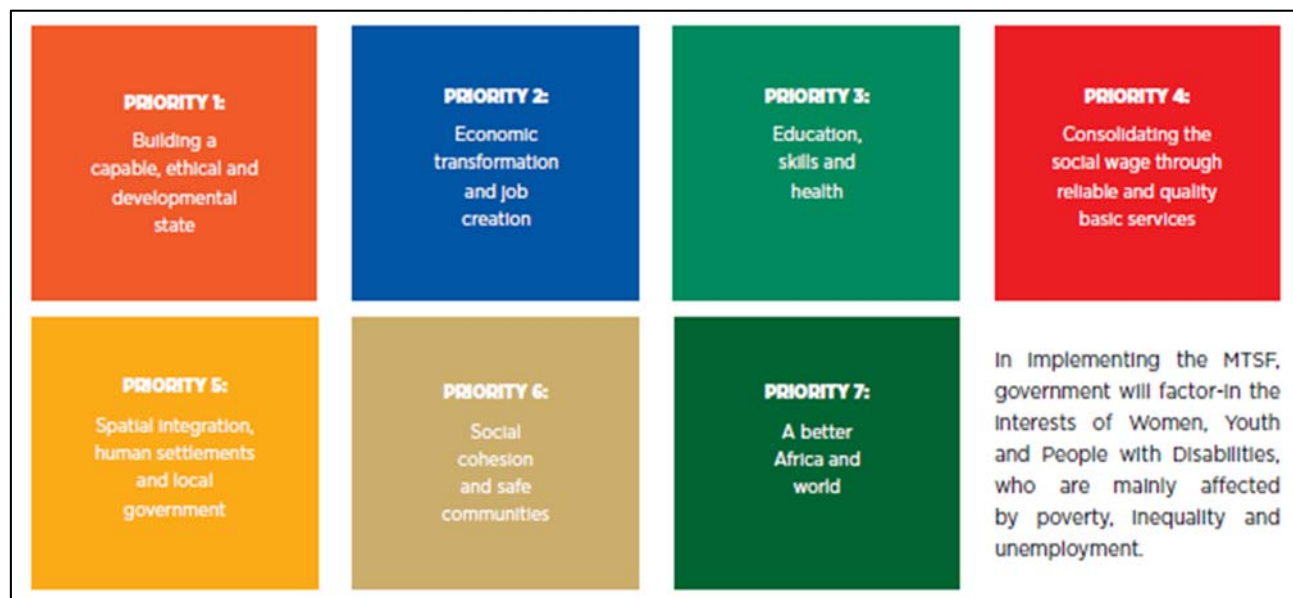 PRIORITY 1:
Building a
capable, ethical and
developmental
state
PRIORITY 2:
Economic
transformation
and job
creation
PRIORITY 3:
Education,
skills and
health
PRIORITY 4:
Consolidating the
social wage through
reliable and quality
basic services
PRIORITY 5:
Spatial integration,
human settlements
and local
government
PRIORITY 6:
Social
cohesion
and safe
communities
PRIORITY 7:
A better
Africa and
world
In implementing the MTSF,
government will factor-in the
interests of Women, Youth
and People with Disabilities,
who are mainly affected
by poverty, inequality and
unemployment.